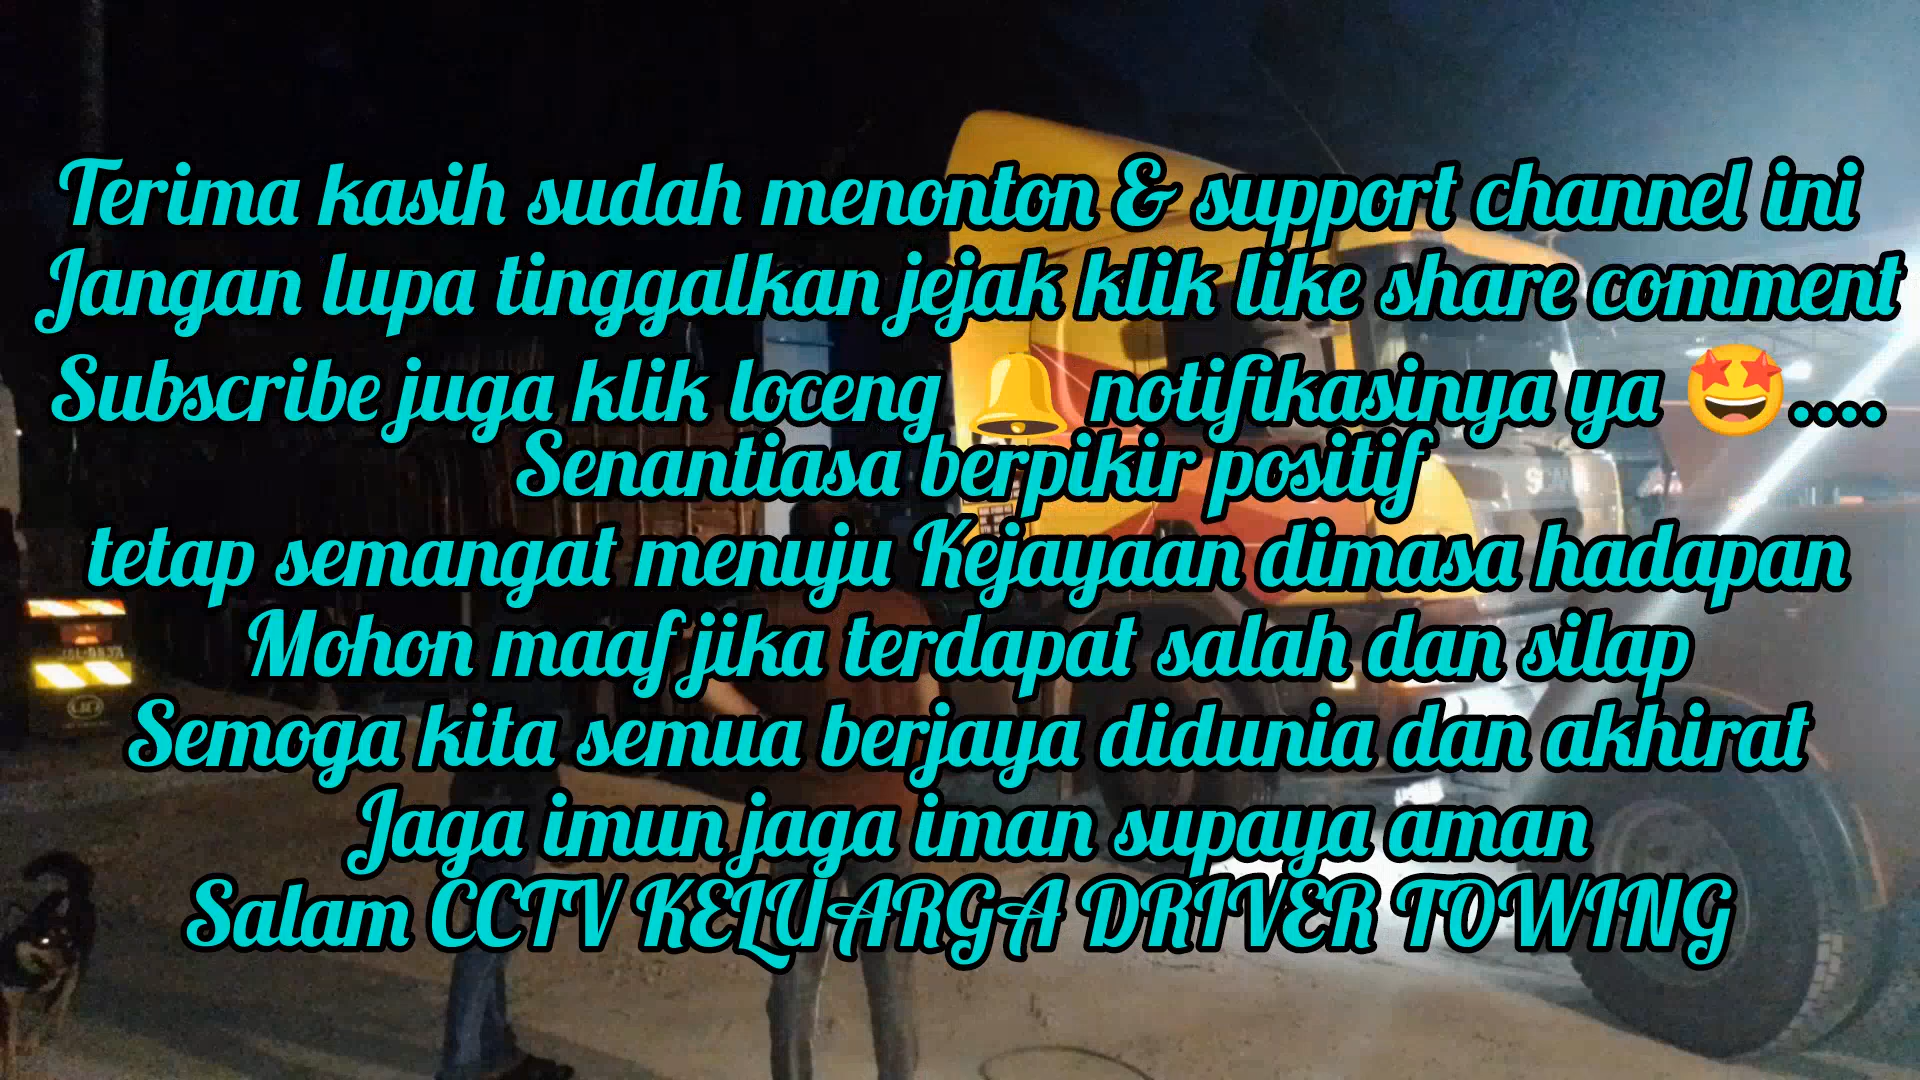 Terima kasih sudah menonton & support channel ini
Jangan lupa tinggalkan jejak klik like share comment
Subscribe juga klik loceng 🔔 notifikasinya ya 🤩....
Senantiasa berpikir positif
tetap semangat menuju Kejayaan dimasa hadapan
Mohon maaf jika terdapat salah dan silap
Semoga kita semua berjaya didunia dan akhirat
Jaga imun jaga iman supaya aman
Salam CCTV KELUARGA DRIVER TOWING